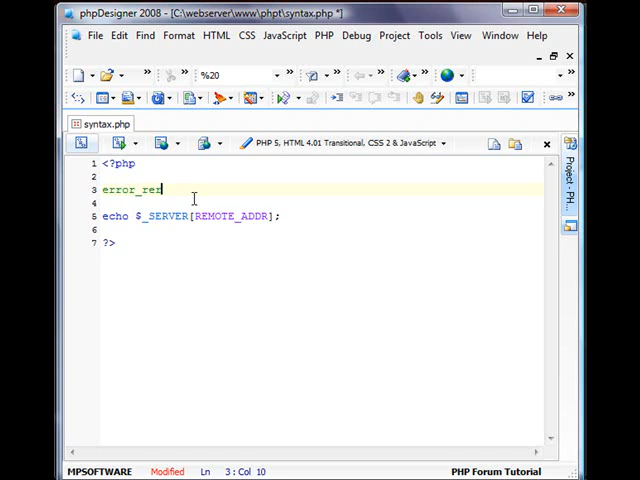 phpDesigner 2008 - [C:\webserver\www\phpt\syntax.php *]
File Edit Find Format HTML CSS JavaScript PHP Debug Project Tools View Window Help
%20
syntax.php
PHP 5, HTML 4.01 Transitional, CSS 2 & JavaScript
1 <?php
2
3 error_rer
4
5 echo $_SERVER[REMOTE_ADDR];
6
7 ?>
Project - PH...
MPSOFTWARE Modified Ln 3 : Col 10 PHP Forum Tutorial